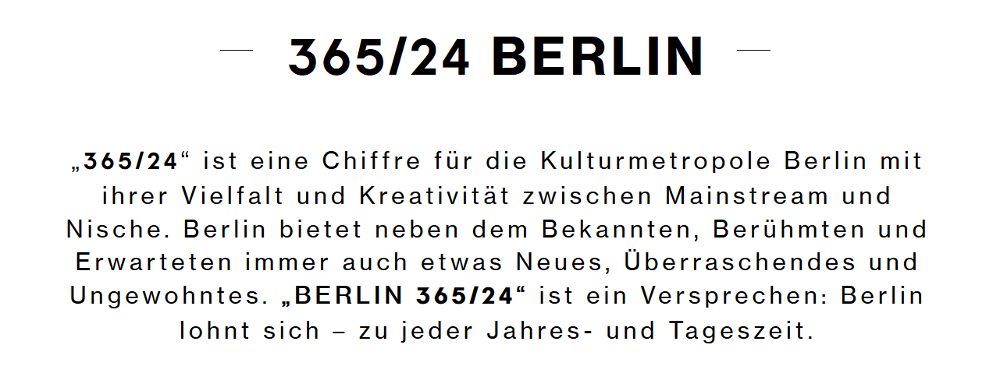 365/24 BERLIN
„365/24“ ist eine Chiffre für die Kulturmetropole Berlin mit
ihrer Vielfalt und Kreativität zwischen Mainstream und
Nische. Berlin bietet neben dem Bekannten, Berühmten und
Erwarteten immer auch etwas Neues, Überraschendes und
Ungewohntes. „BERLIN 365/24“ ist ein Versprechen: Berlin
lohnt sich – zu jeder Jahres- und Tageszeit.